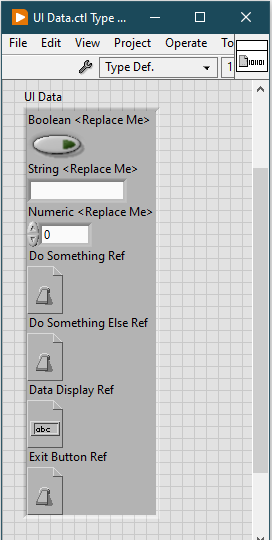 UI Data.ctl Type ...
File Edit View Project Operate To
Type Def. 1
UI Data
Boolean <Replace Me>
String <Replace Me>
Numeric <Replace Me>
0
Do Something Ref
Do Something Else Ref
Data Display Ref
abc
Exit Button Ref